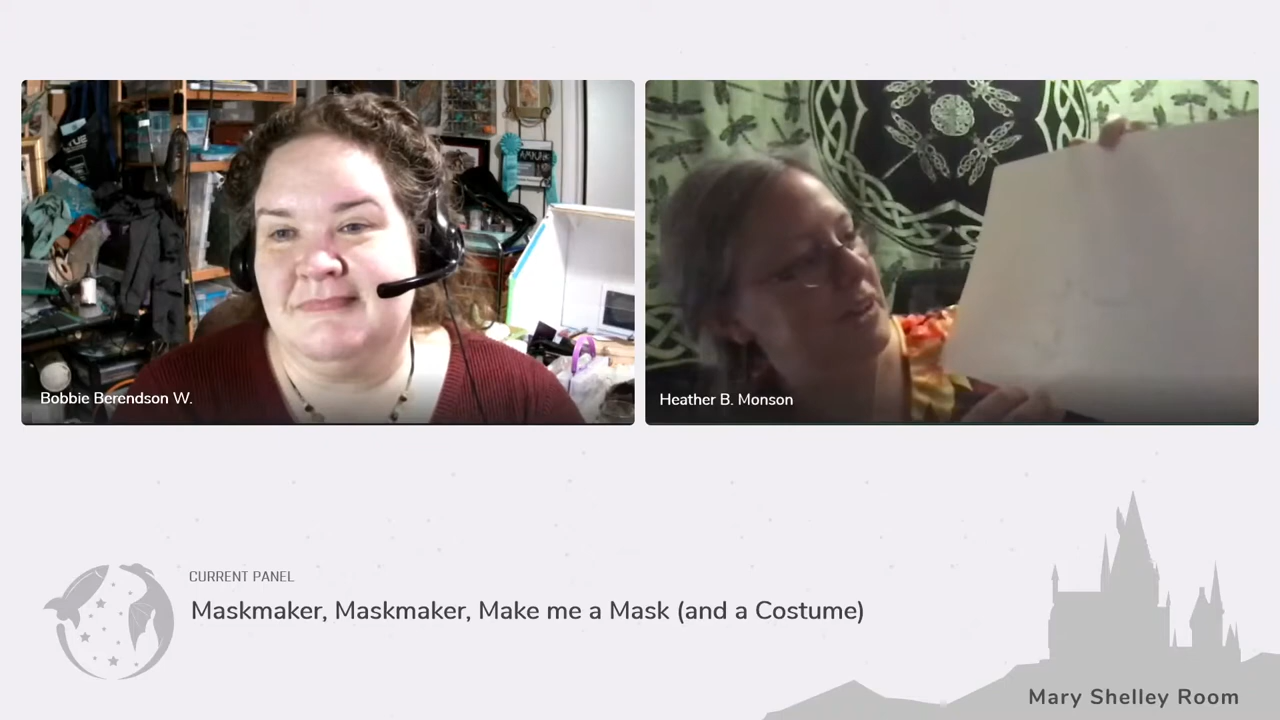 Bobbie Berendson W.
Heather B. Monson
CURRENT PANEL
Maskmaker, Maskmaker, Make me a Mask (and a Costume)
Mary Shelley Room